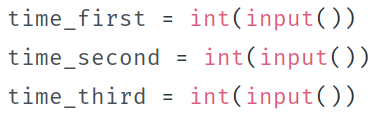 time_first = int(input())
time_second = int(input())
time_third = int(input())